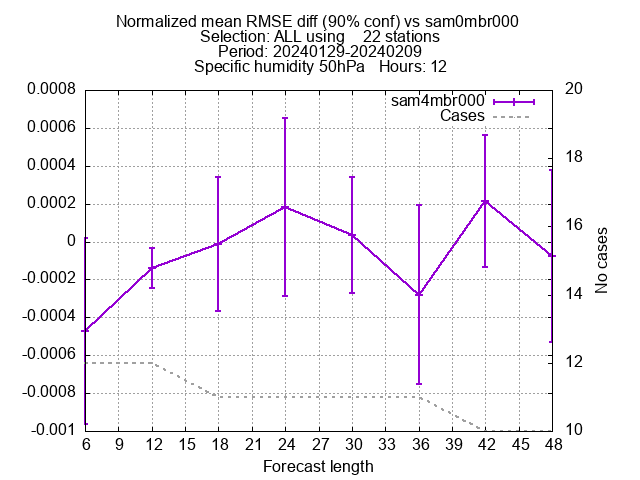 Normalized mean RMSE diff (90% conf) vs sam0mbr000
Selection: ALL using    22 stations
Period: 20240129-20240209
Specific humidity 50hPa   Hours: 12
sam4mbr000
Cases
0.0008
0.0006
0.0004
0.0002
0
-0.0002
-0.0004
-0.0006
-0.0008
-0.001
20
18
16
14
12
10
No cases
6 9 12 15 18 21 24 27 30 33 36 39 42 45 48
Forecast length